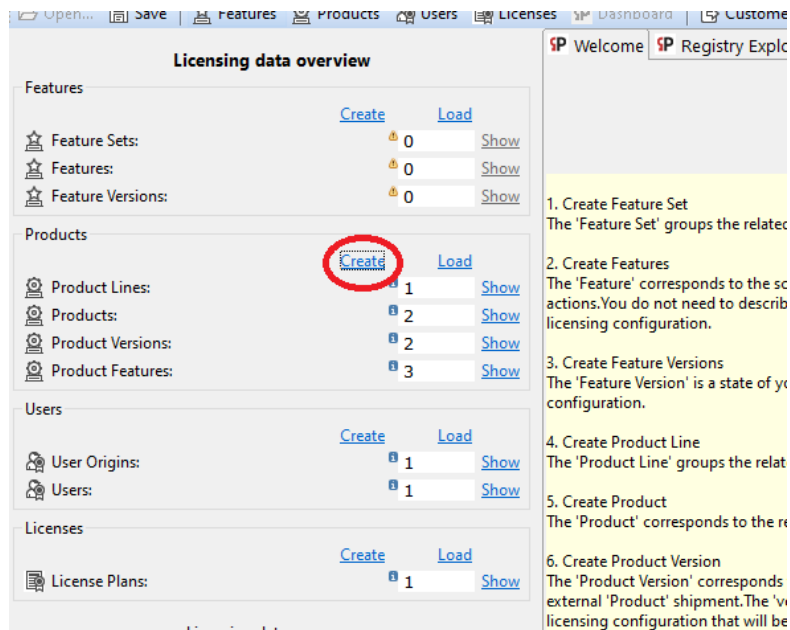 Open... Save Features Products Users Licenses Dashboard Custome
Licensing data overview
Features
Create Load
Feature Sets: 0 Show
Features: 0 Show
Feature Versions: 0 Show
Products
Create Load
Product Lines: 1 Show
Products: 2 Show
Product Versions: 2 Show
Product Features: 3 Show
Users
Create Load
User Origins: 1 Show
Users: 1 Show
Licenses
Create Load
License Plans: 1 Show
SP Welcome SP Registry Explo
1. Create Feature Set
The 'Feature Set' groups the related
2. Create Features
The 'Feature' corresponds to the sc
actions.You do not need to describ
licensing configuration.
3. Create Feature Versions
The 'Feature Version' is a state of yo
configuration.
4. Create Product Line
The 'Product Line' groups the relat
5. Create Product
The 'Product' corresponds to the re
6. Create Product Version
The 'Product Version' corresponds
external 'Product' shipment.The 've
licensing configuration that will be